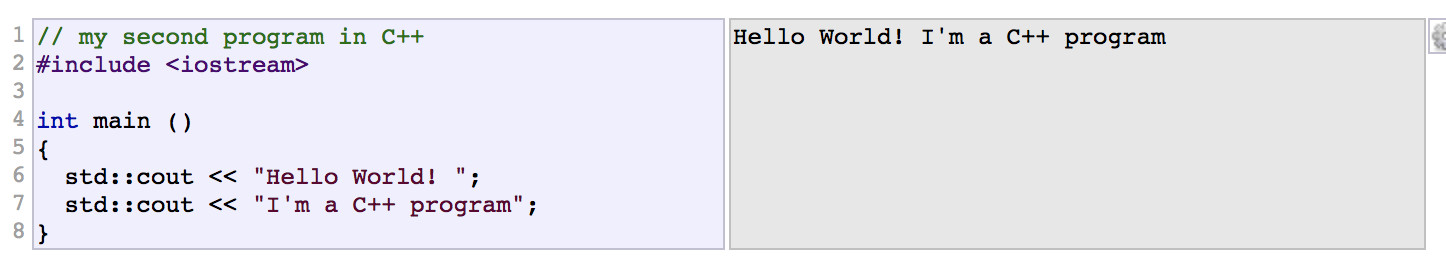 1 // my second program in C++
2 #include <iostream>
3
4 int main ()
5 {
6   std::cout << "Hello World! ";
7   std::cout << "I'm a C++ program";
8 }
Hello World! I'm a C++ program